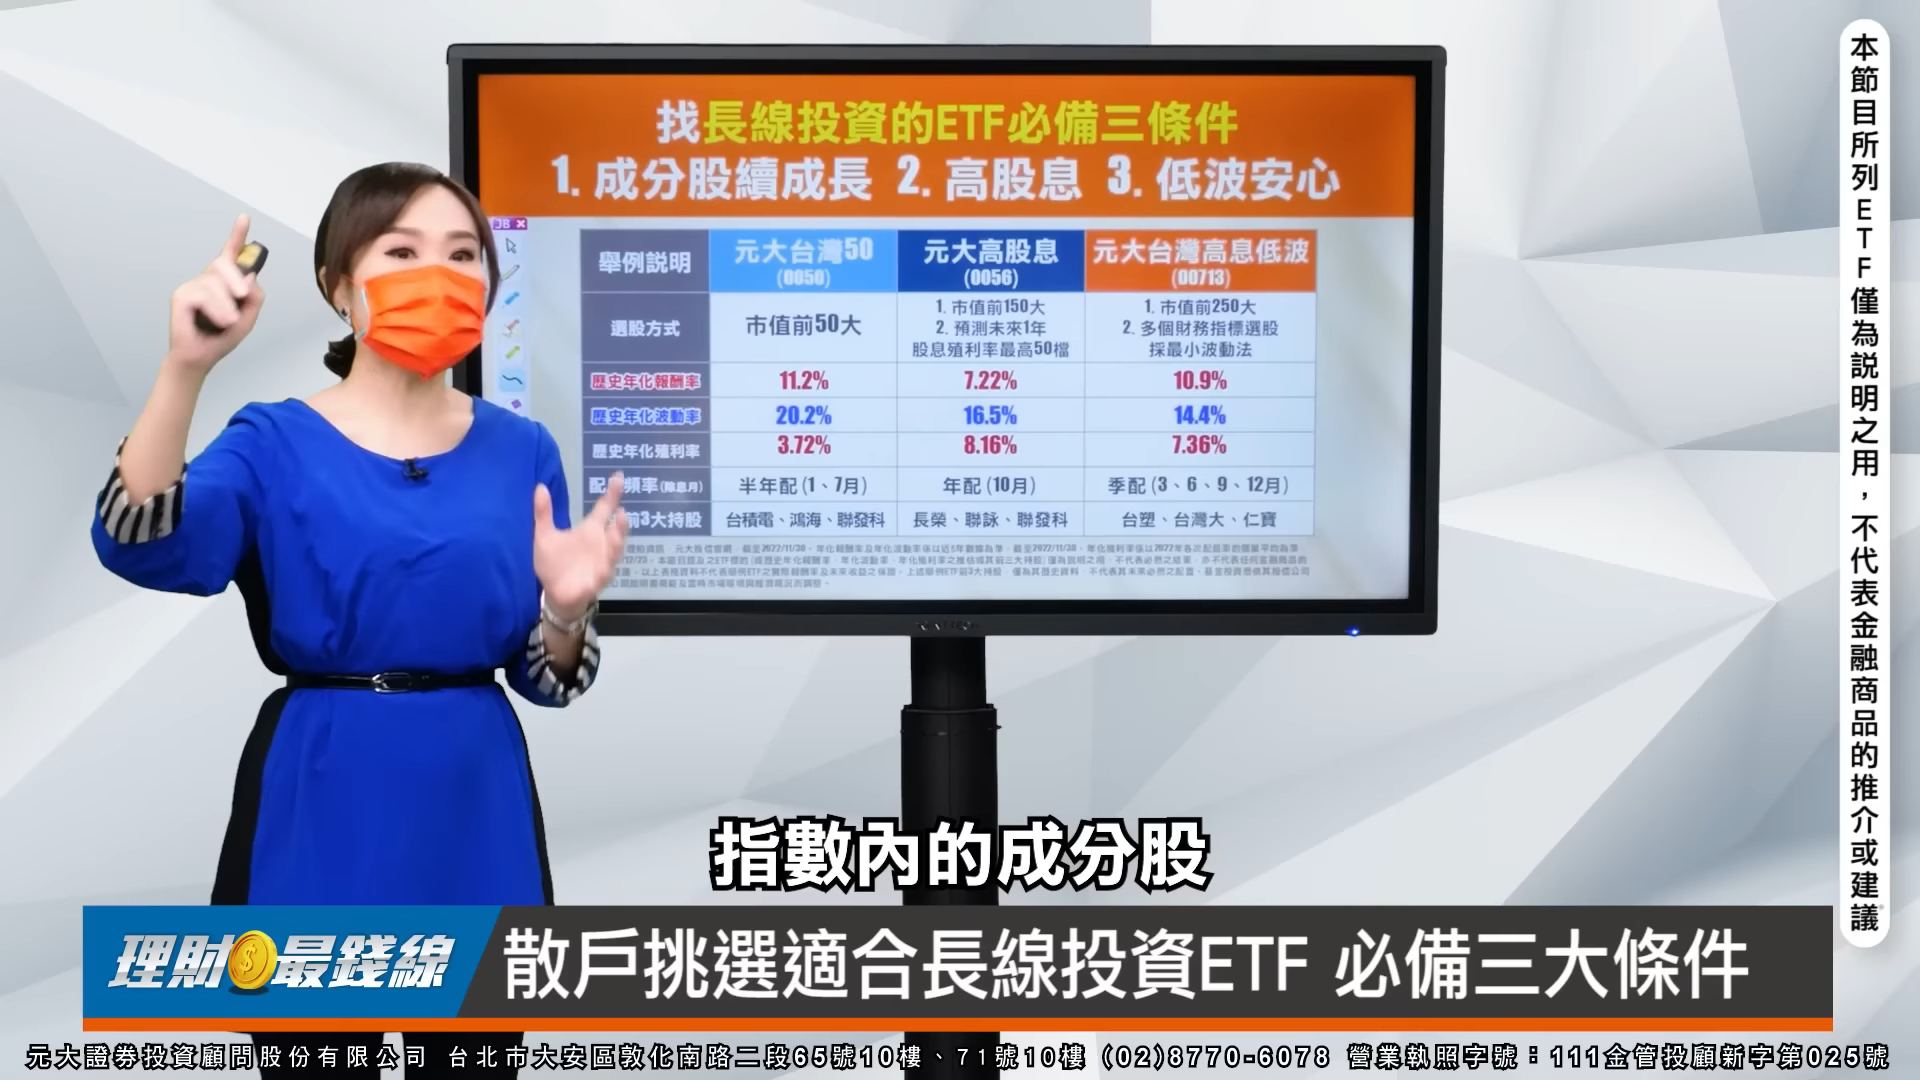 找長線投資的ETF必備三條件
1. 成分股續成長 2. 高股息 3. 低波安心
舉例說明
元大台灣50
(0050)
元大高股息
(0056)
元大台灣高息低波
(00713)
選股方式
市值前50大
1. 市值前150大
2. 預測未來1年
股息殖利率最高50檔
1. 市值前250大
2. 多個財務指標選股
採最小波動法
歷史年化報酬率 11.2% 7.22% 10.9%
歷史年化波動率 20.2% 16.5% 14.4%
歷史年化殖利率 3.72% 8.16% 7.36%
配 頻率(除息月) 半年配 (1、7月) 年配 (10月) 季配 (3、6、9、12月)
前3大持股 台積電、鴻海、聯發科 長榮、聯詠、聯發科 台塑、台灣大、仁寶
本節目所列ETF僅為説明之用，不代表金融商品的推介或建議
指數內的成分股
理財最錢線
散戶挑選適合長線投資ETF 必備三大條件
元大證券投資顧問股份有限公司 台北市大安區敦化南路二段65號10樓、71號10樓 (02)8770-6078 營業執照字號：111金管投顧新字第025號